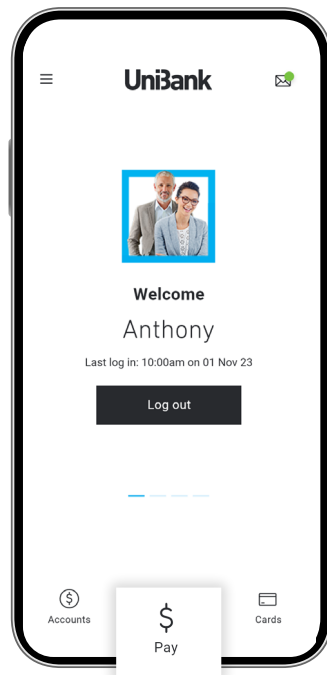 UniBank
Welcome
Anthony
Last log in: 10:00am on 01 Nov 23
Log out
Accounts
$
Pay
Cards